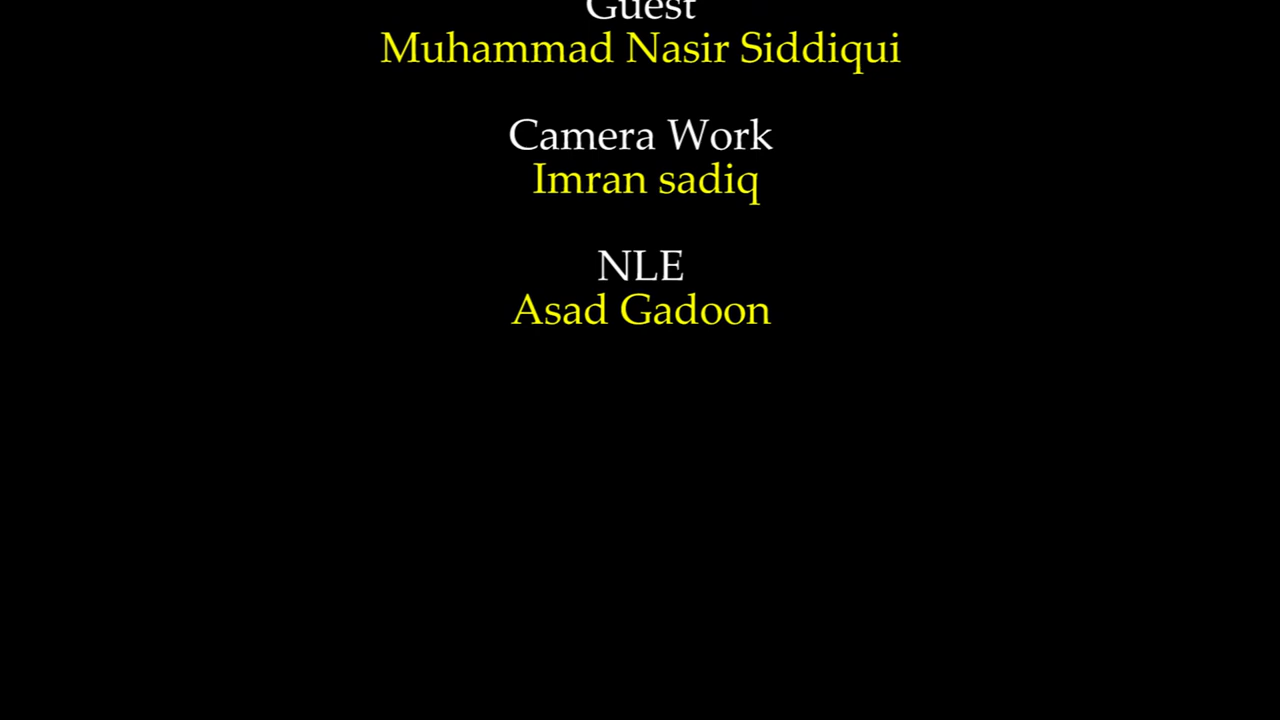 Guest
Muhammad Nasir Siddiqui
Camera Work
Imran sadiq
NLE
Asad Gadoon